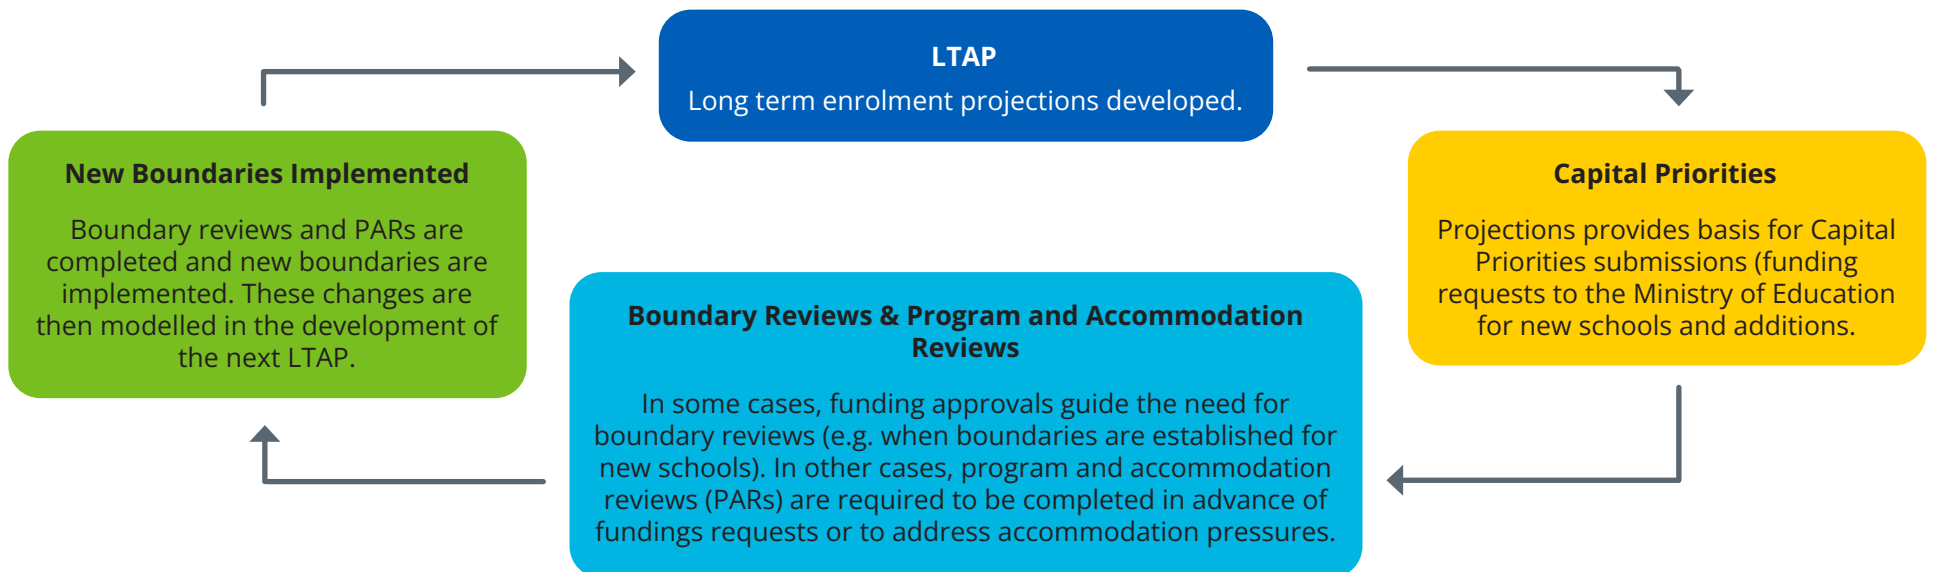 LTAP
Long term enrolment projections developed.
New Boundaries Implemented
Boundary reviews and PARs are
completed and new boundaries are
implemented. These changes are
then modelled in the development of
the next LTAP.
Capital Priorities
Projections provides basis for Capital
Priorities submissions (funding
requests to the Ministry of Education
for new schools and additions.
Boundary Reviews & Program and Accommodation
Reviews
In some cases, funding approvals guide the need for
boundary reviews (e.g. when boundaries are established for
new schools). In other cases, program and accommodation
reviews (PARs) are required to be completed in advance of
fundings requests or to address accommodation pressures.